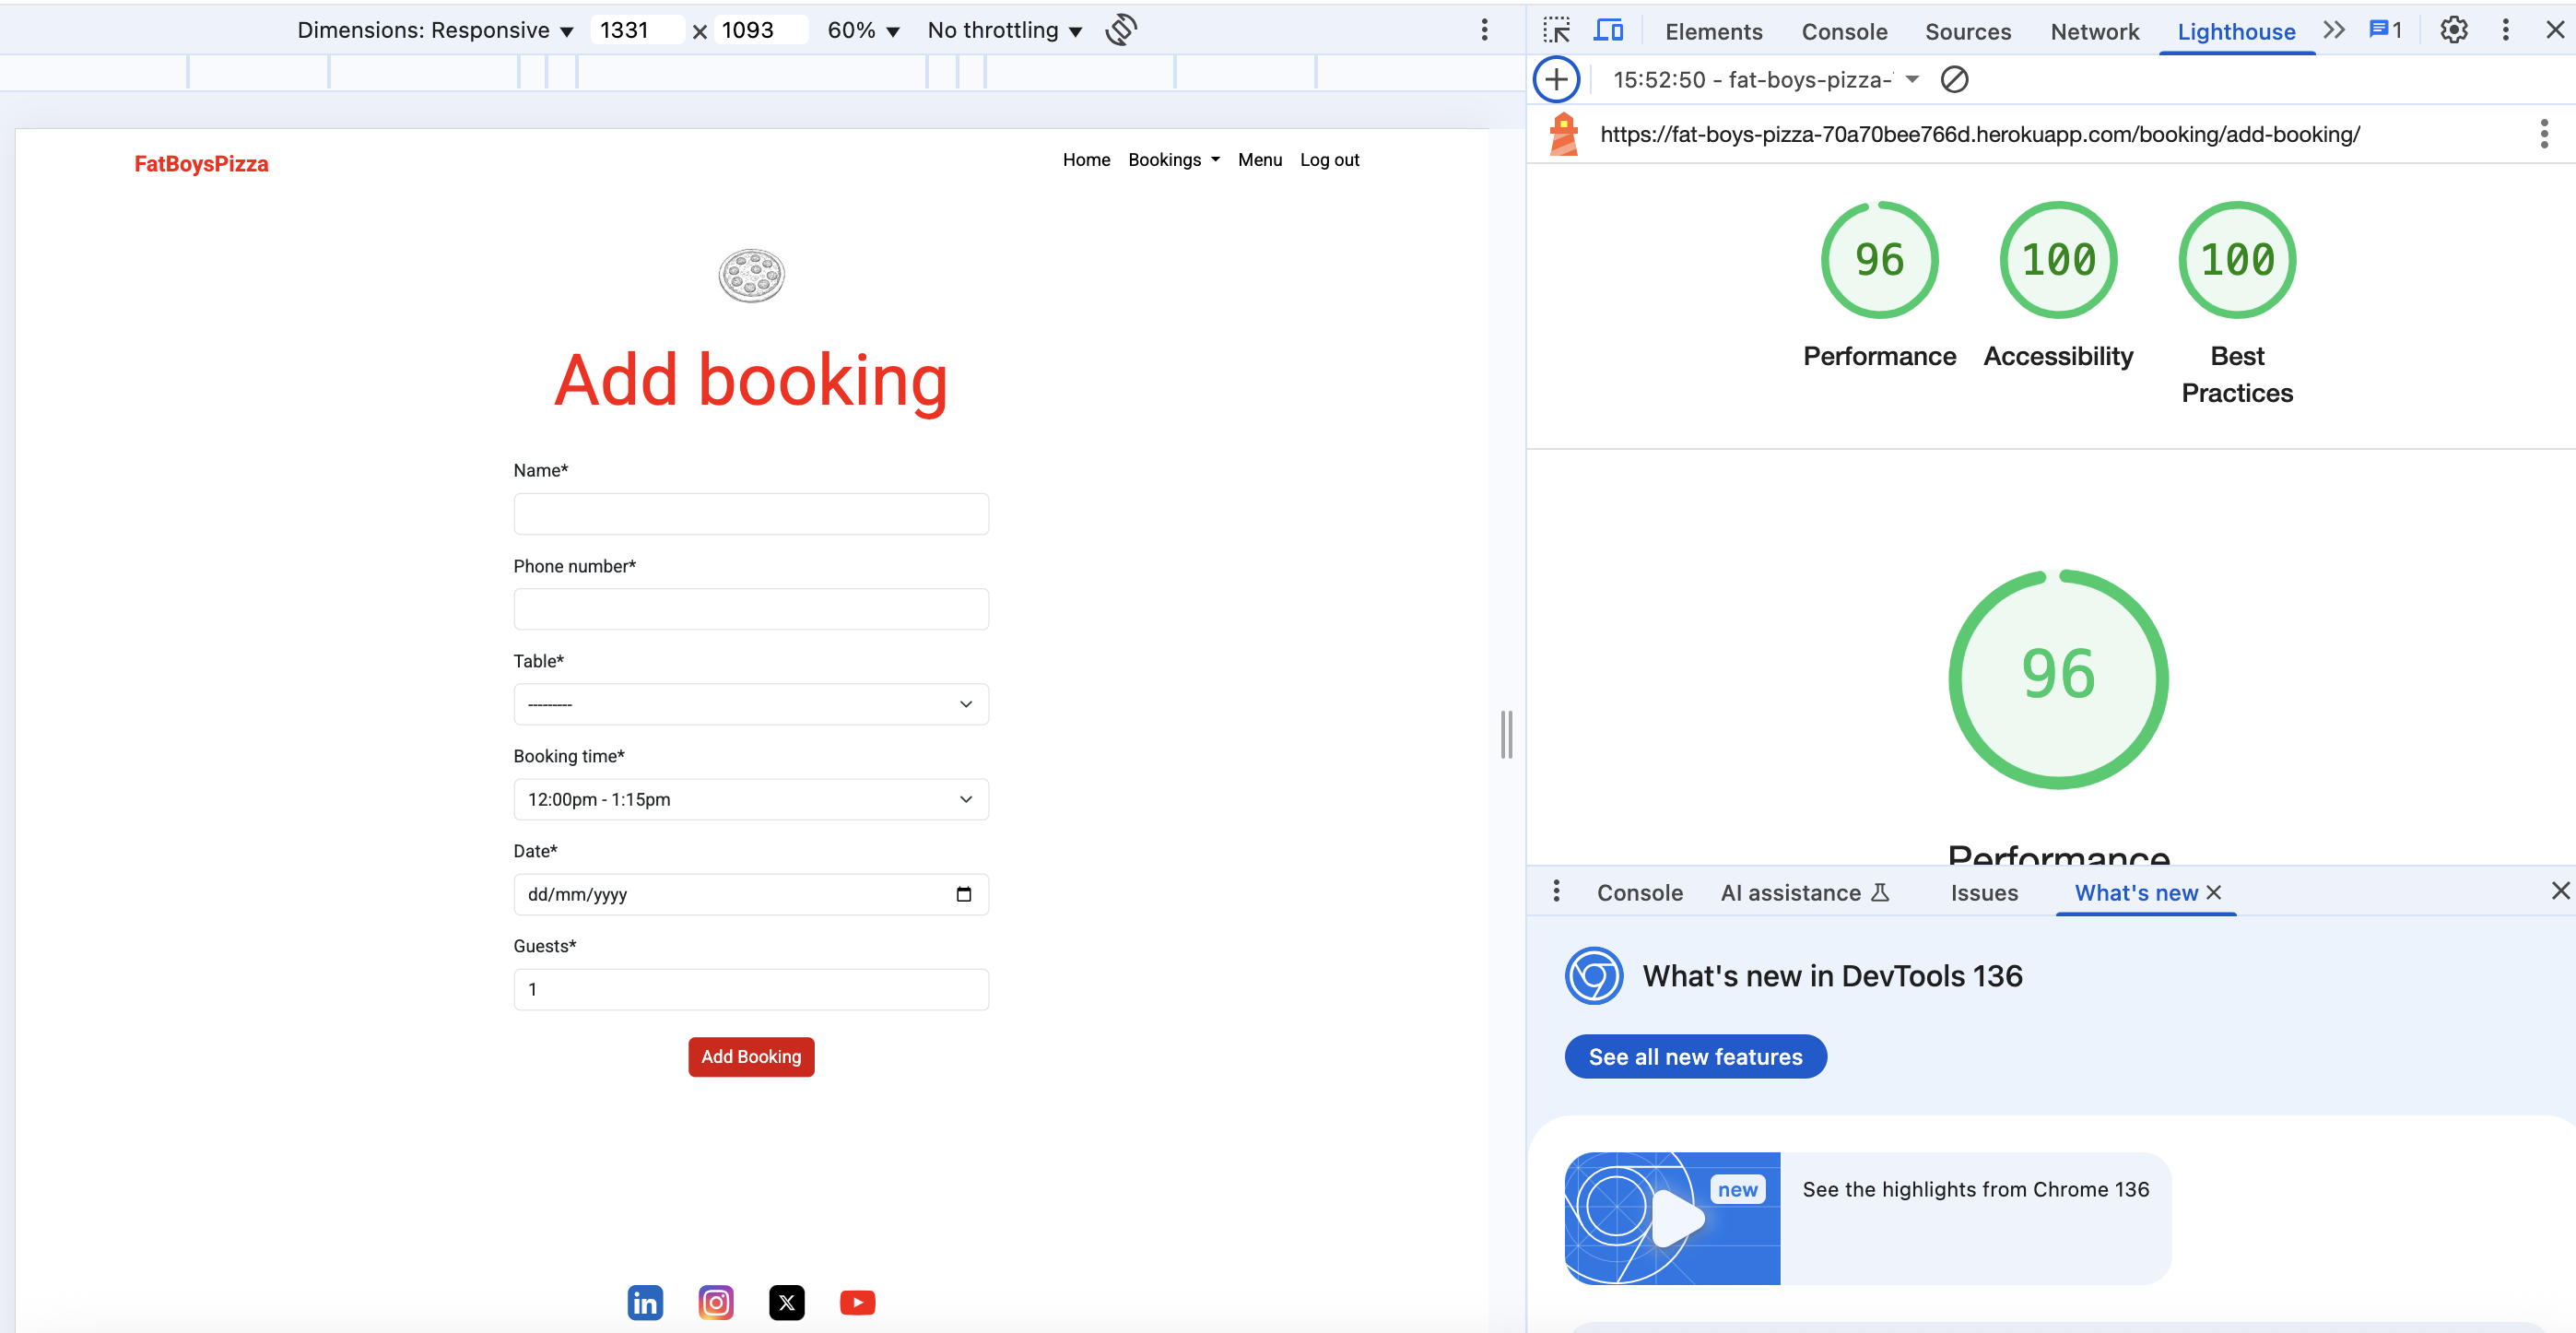 Dimensions: Responsive
1331
×
1093
60%
No throttling
FatBoysPizza
Home
Bookings
Menu
Log out
Add booking
Name*
Phone number*
Table*
---------
Booking time*
12:00pm - 1:15pm
Date*
dd/mm/yyyy
Guests*
1
Add Booking
in
X
Elements
Console
Sources
Network
Lighthouse
1
15:52:50 - fat-boys-pizza-
https://fat-boys-pizza-70a70bee766d.herokuapp.com/booking/add-booking/
96
100
100
Performance
Accessibility
Best
Practices
96
Performance
Console
AI assistance
Issues
What's new
What's new in DevTools 136
See all new features
new
See the highlights from Chrome 136